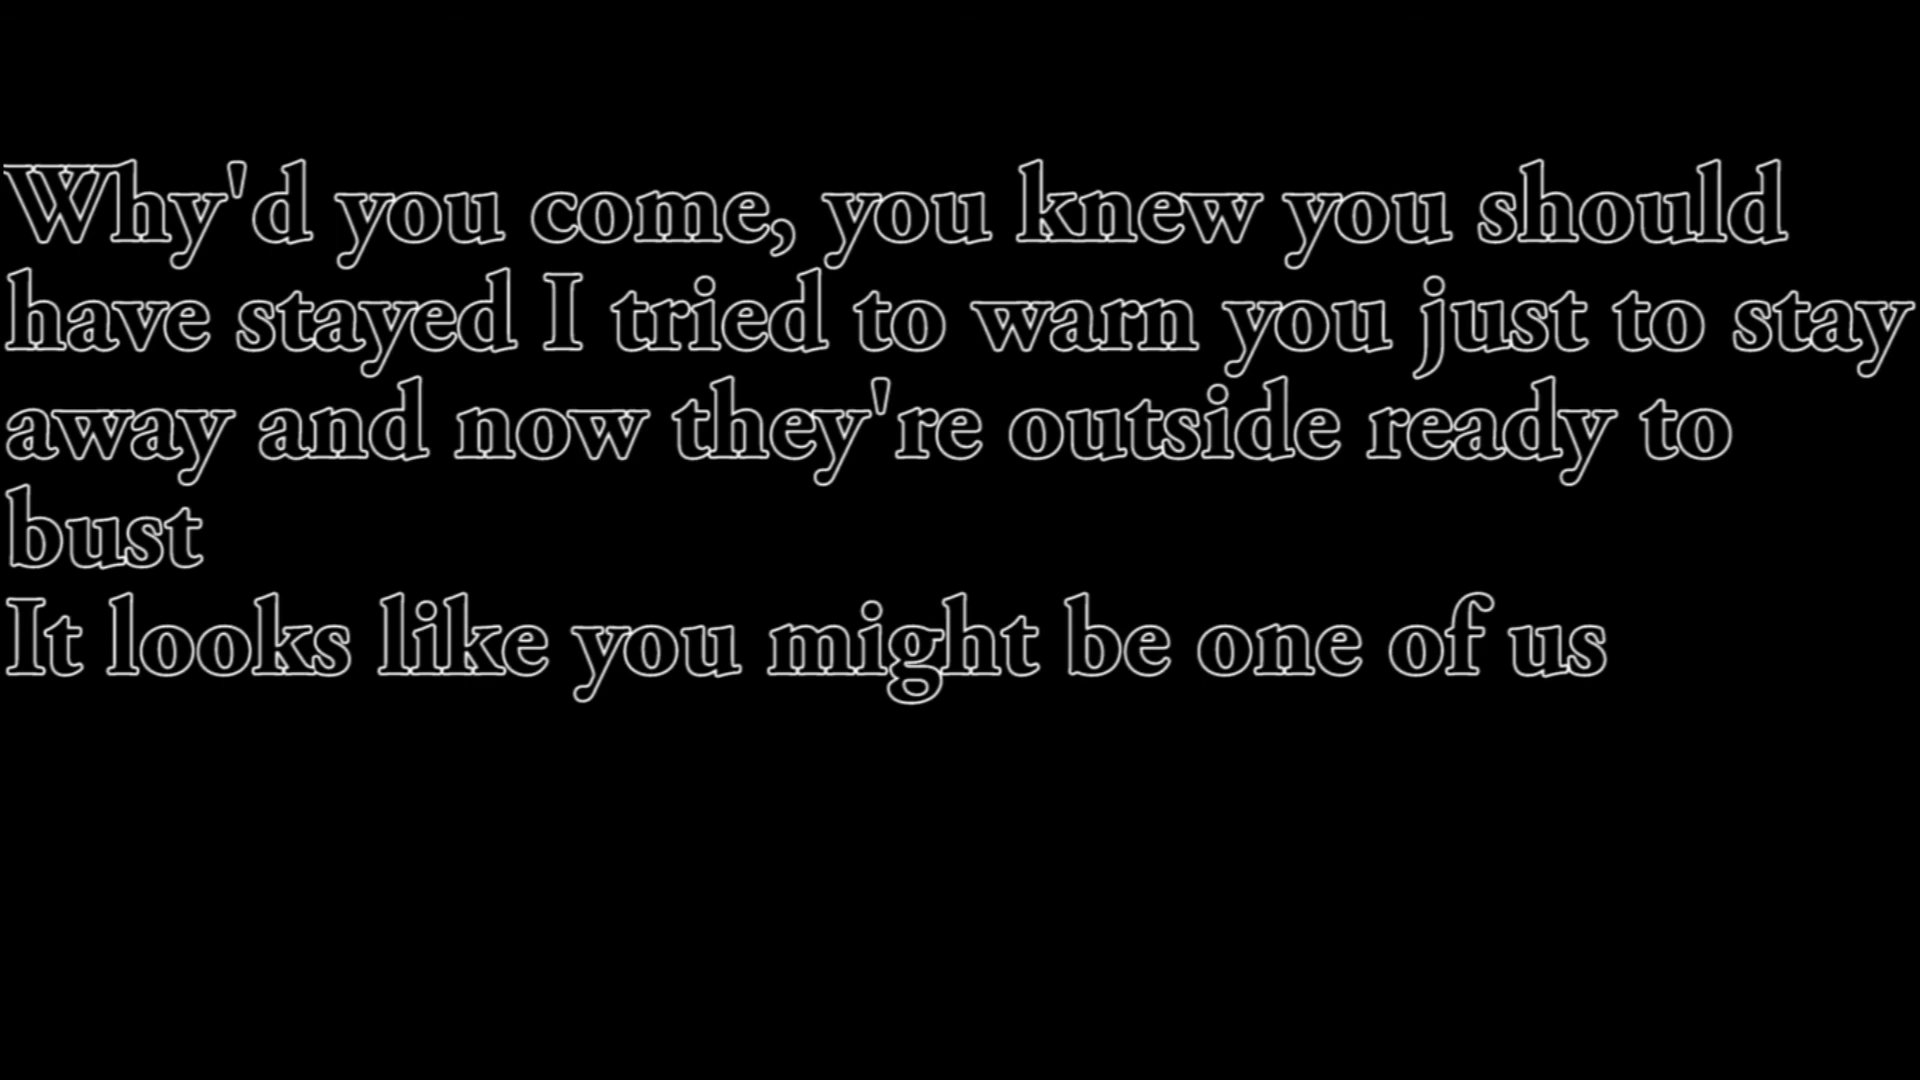 Why'd you come, you knew you should
have stayed I tried to warn you just to stay
away and now they're outside ready to
bust
It looks like you might be one of us